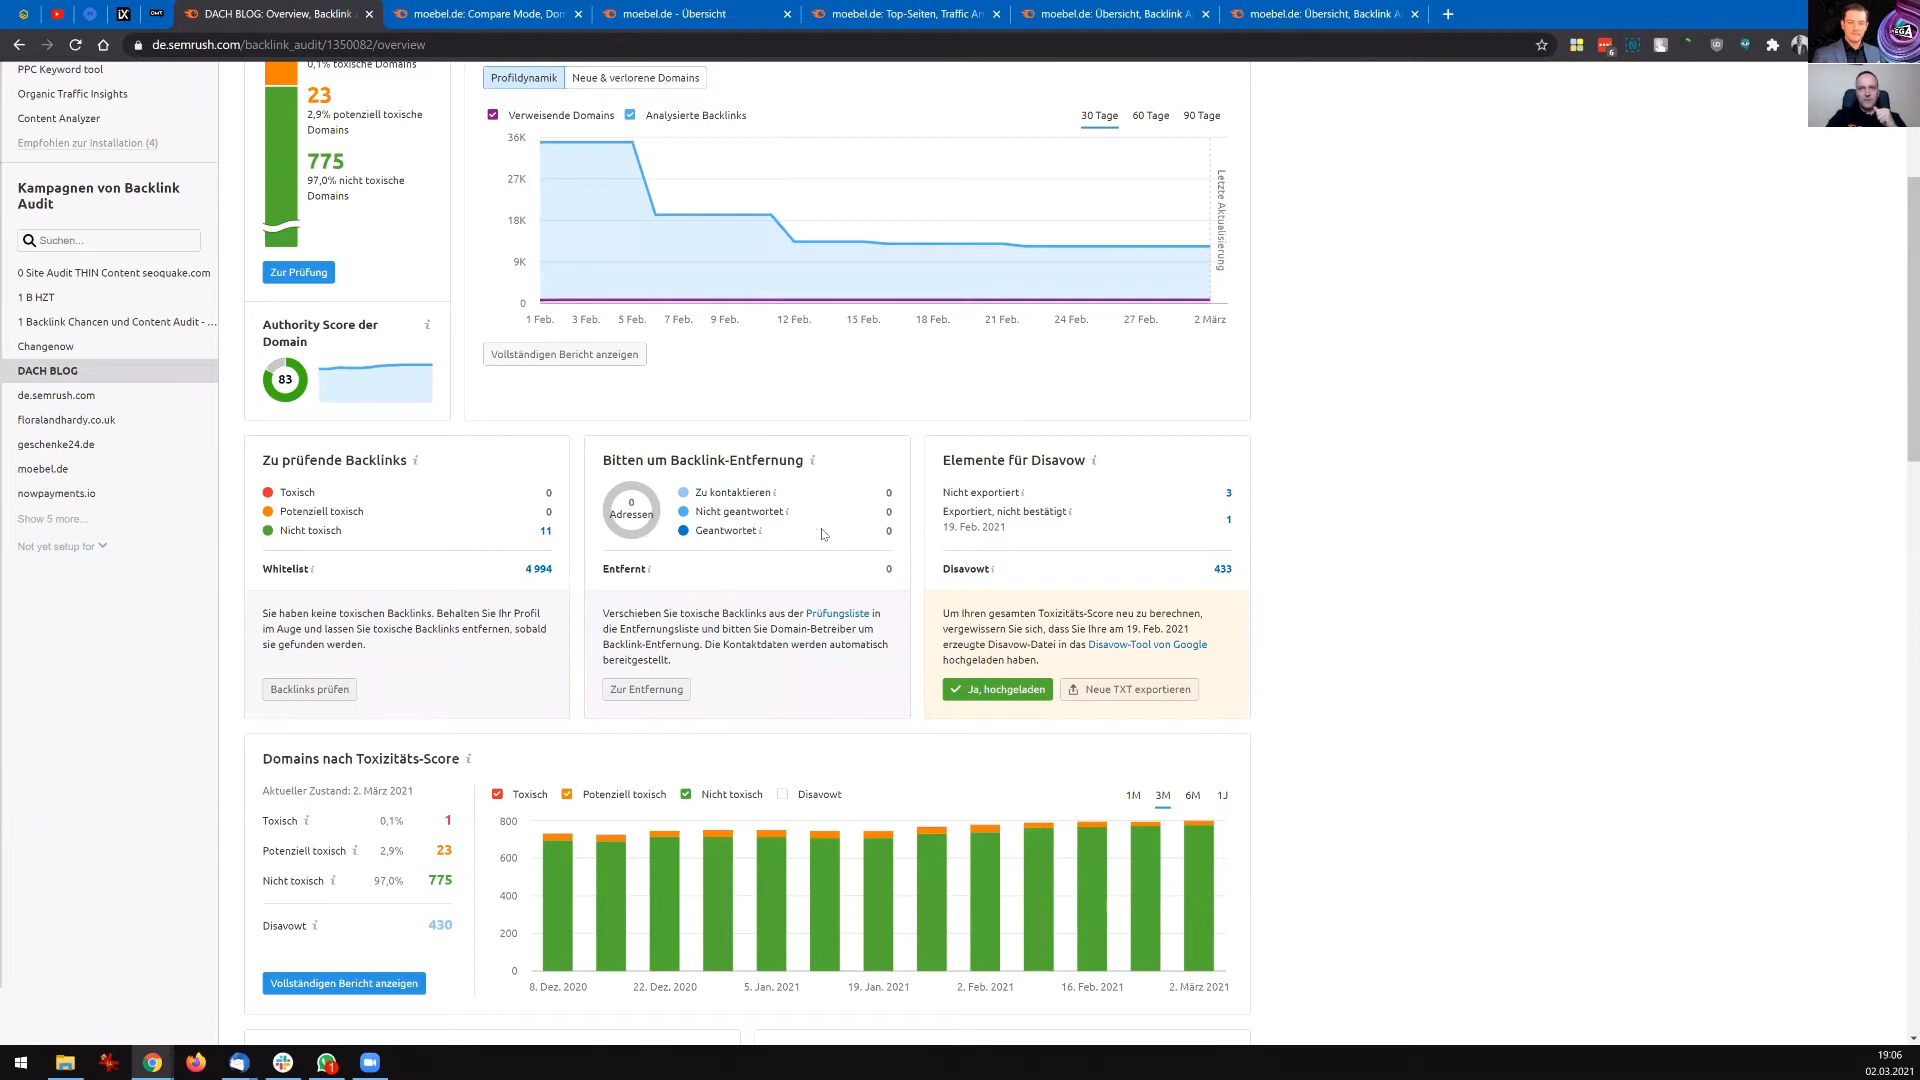 DACH BLOG: Overview, Backlink
moebel.de: Compare Mode, Dom
moebel.de - Übersicht
moebel.de: Top-Seiten, Traffic An
moebel.de: Übersicht, Backlink A
moebel.de: Übersicht, Backlink A
de.semrush.com/backlink_audit/1350082/overview
PPC Keyword tool
Organic Traffic Insights
Content Analyzer
Empfohlen zur Installation (4)
Kampagnen von Backlink
Audit
Suchen...
0 Site Audit THIN Content seoquake.com
1 B HZT
1 Backlink Chancen und Content Audit - ...
Changenow
DACH BLOG
de.semrush.com
floralandhardy.co.uk
geschenke24.de
moebel.de
nowpayments.io
Show 5 more...
Not yet setup for
0,1% toxische Domains
23
2,9% potenziell toxische
Domains
775
97,0% nicht toxische
Domains
Zur Prüfung
Authority Score der
Domain
83
Profildynamik
Neue & verlorene Domains
Verweisende Domains
Analysierte Backlinks
30 Tage
60 Tage
90 Tage
36K
27K
18K
9K
0
Letzte Aktualisierung
1 Feb.
3 Feb.
5 Feb.
7 Feb.
9 Feb.
12 Feb.
15 Feb.
18 Feb.
21 Feb.
24 Feb.
27 Feb.
2 März
Vollständigen Bericht anzeigen
Zu prüfende Backlinks
Toxisch 0
Potenziell toxisch 0
Nicht toxisch 11
Whitelist 4 994
Sie haben keine toxischen Backlinks. Behalten Sie Ihr Profil
im Auge und lassen Sie toxische Backlinks entfernen, sobald
sie gefunden werden.
Backlinks prüfen
Bitten um Backlink-Entfernung
0
Adressen
Zu kontaktieren 0
Nicht geantwortet 0
Geantwortet 0
Entfernt 0
Verschieben Sie toxische Backlinks aus der Prüfungsliste in
die Entfernungsliste und bitten Sie Domain-Betreiber um
Backlink-Entfernung. Die Kontaktdaten werden automatisch
bereitgestellt.
Zur Entfernung
Elemente für Disavow
Nicht exportiert 3
Exportiert, nicht bestätigt 1
19. Feb. 2021
Disavowt 433
Um Ihren gesamten Toxizitäts-Score neu zu berechnen,
vergewissern Sie sich, dass Sie Ihre am 19. Feb. 2021
erzeugte Disavow-Datei in das Disavow-Tool von Google
hochgeladen haben.
Ja, hochgeladen
Neue TXT exportieren
Domains nach Toxizitäts-Score
Aktueller Zustand: 2. März 2021
Toxisch 0,1% 1
Potenziell toxisch 2,9% 23
Nicht toxisch 97,0% 775
Disavowt 430
Vollständigen Bericht anzeigen
Toxisch
Potenziell toxisch
Nicht toxisch
Disavowt
1M
3M
6M
1J
800
600
400
200
0
8. Dez. 2020
22. Dez. 2020
5. Jan. 2021
19. Jan. 2021
2. Feb. 2021
16. Feb. 2021
2. März 2021
19:06
02.03.2021